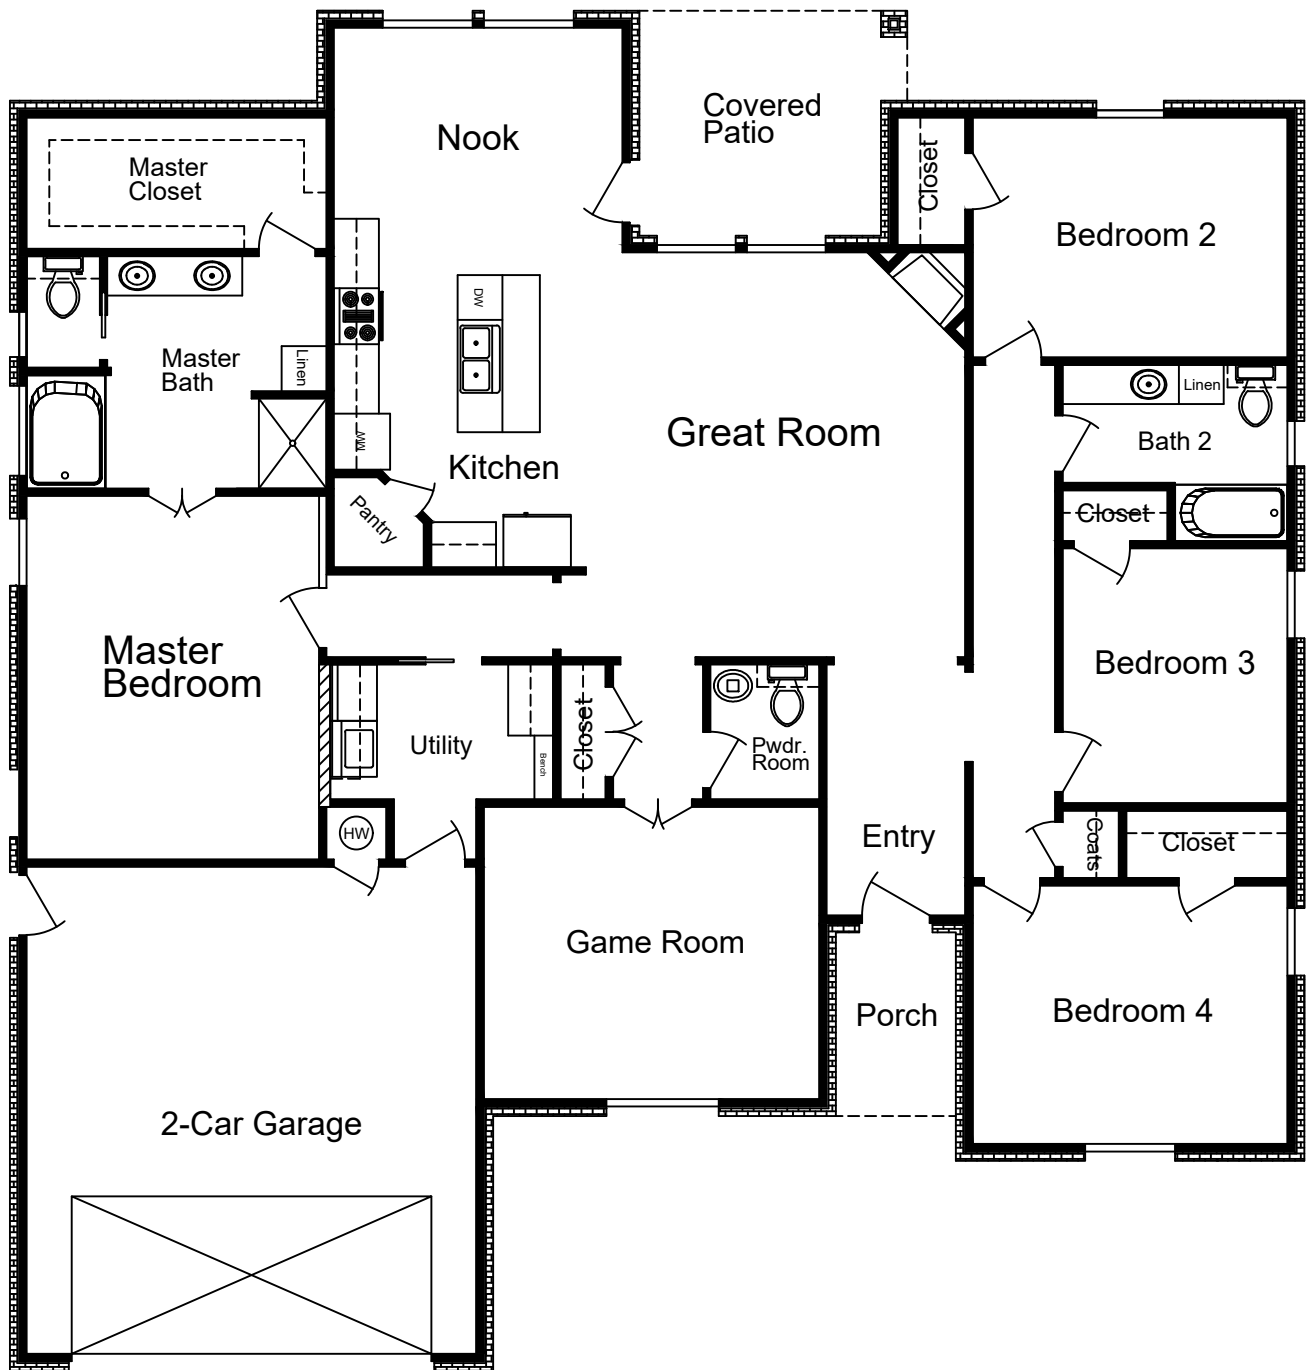 Covered
Patio
Nook
Closet
Master
Closet
Bedroom 2
DW
Master
Bath
Linen
Linen
Great Room
MW
Kitchen
Bath 2
Pantry
Closet
Master
Bedroom
Bedroom 3
Closet
Utility
Bench
Pwdr.
Room
HW
Entry
Coats
Closet
Game Room
Porch
Bedroom 4
2-Car Garage